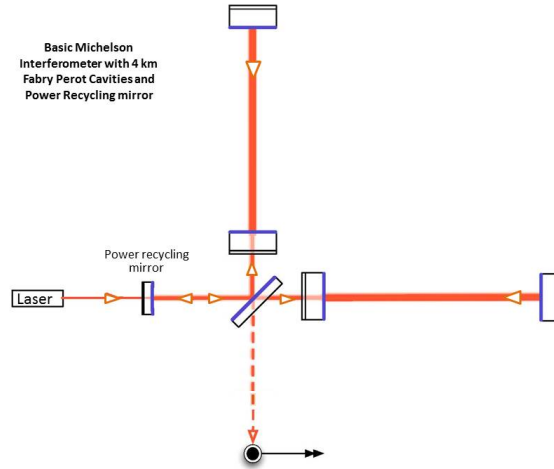 Basic Michelson
Interferometer with 4 km
Fabry Perot Cavities and
Power Recycling mirror
Power recycling
mirror
Laser